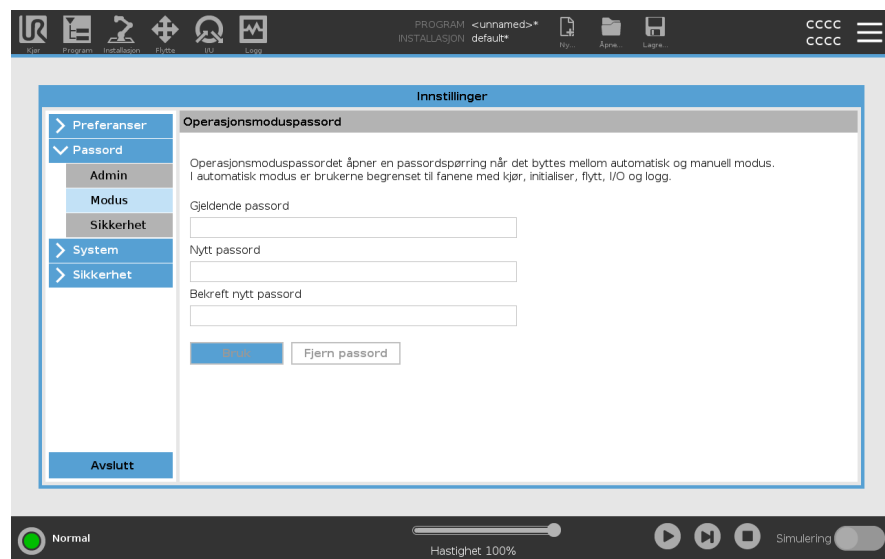 UR
PROGRAM <unnamed>*
INSTALLASJON default*
CCCC
CCCC
Kjør Program Installasjon Flytte I/O Logg Ny... Åpne... Lagre...
Innstillinger
Preferanser
Passord
Admin
Modus
Sikkerhet
System
Sikkerhet
Avslutt
Operasjonsmoduspassord
Operasjonsmoduspassordet åpner en passordspørring når det byttes mellom automatisk og manuell modus.
I automatisk modus er brukerne begrenset til fanene med kjør, initialiser, flytt, I/O og logg.
Gjeldende passord
Nytt passord
Bekreft nytt passord
Bruk Fjern passord
Normal
Hastighet 100%
Simulering